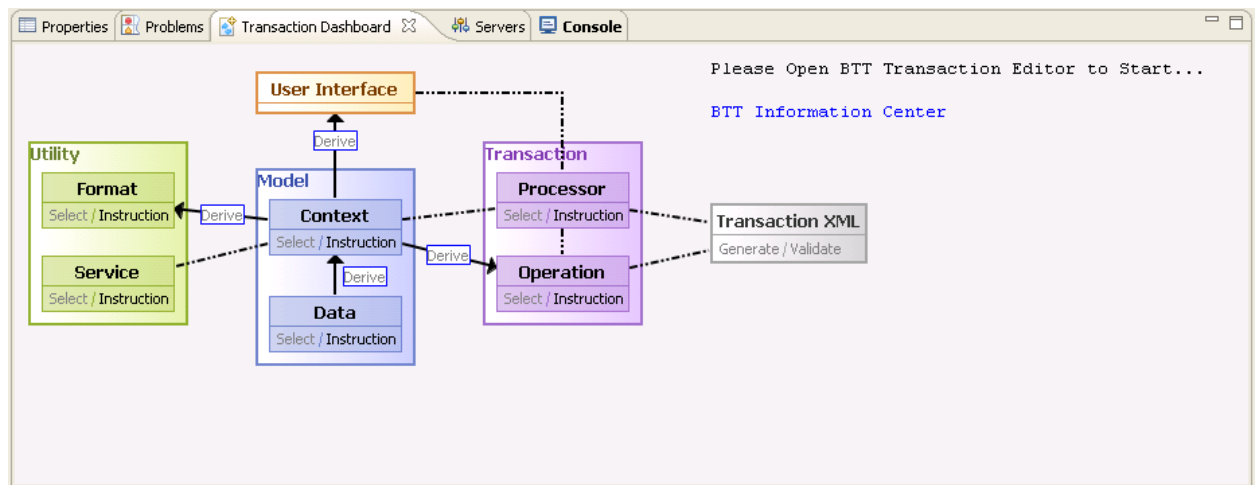 Properties Problems Transaction Dashboard Servers Console
Please Open BTT Transaction Editor to Start...
BTT Information Center
User Interface
Derive
Utility
Format
Select / Instruction
Service
Select / Instruction
Derive
Model
Context
Select / Instruction
Derive
Data
Select / Instruction
Derive
Transaction
Processor
Select / Instruction
Operation
Select / Instruction
Transaction XML
Generate / Validate